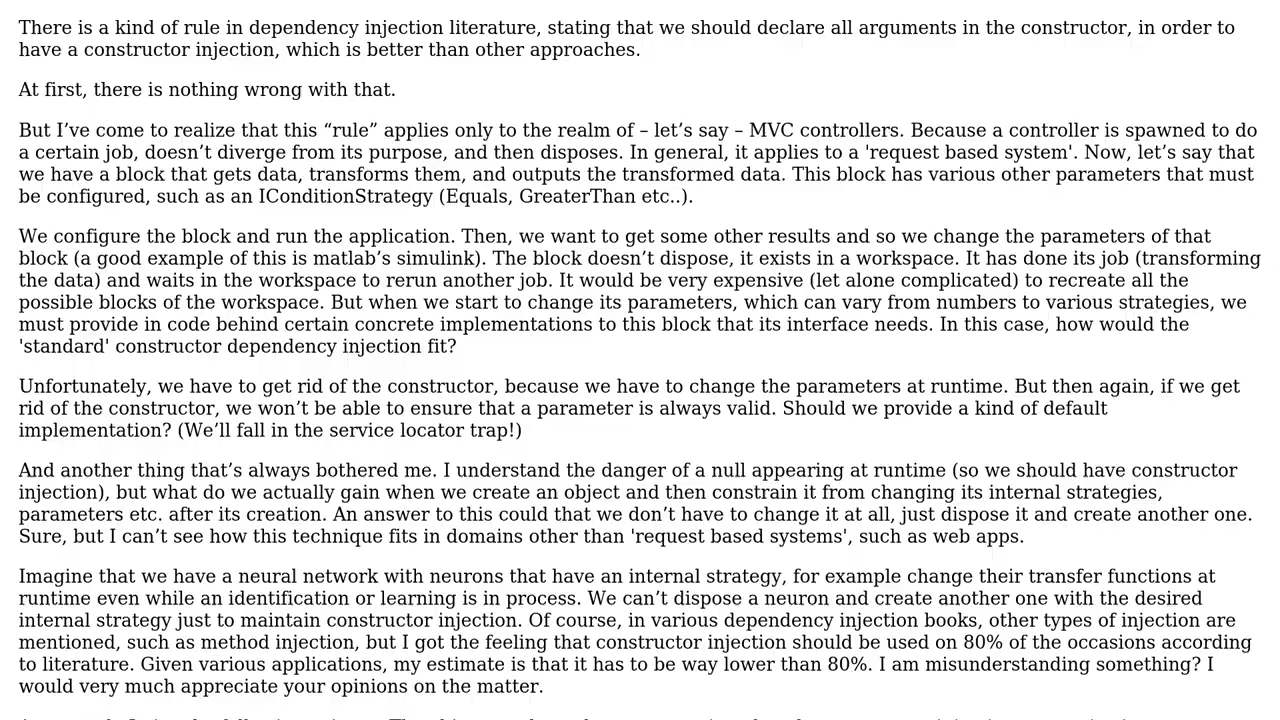 There is a kind of rule in dependency injection literature, stating that we should declare all arguments in the constructor, in order to
have a constructor injection, which is better than other approaches.
At first, there is nothing wrong with that.
But I’ve come to realize that this “rule” applies only to the realm of – let’s say – MVC controllers. Because a controller is spawned to do
a certain job, doesn’t diverge from its purpose, and then disposes. In general, it applies to a 'request based system'. Now, let’s say that
we have a block that gets data, transforms them, and outputs the transformed data. This block has various other parameters that must
be configured, such as an IConditionStrategy (Equals, GreaterThan etc..).
We configure the block and run the application. Then, we want to get some other results and so we change the parameters of that
block (a good example of this is matlab’s simulink). The block doesn’t dispose, it exists in a workspace. It has done its job (transforming
the data) and waits in the workspace to rerun another job. It would be very expensive (let alone complicated) to recreate all the
possible blocks of the workspace. But when we start to change its parameters, which can vary from numbers to various strategies, we
must provide in code behind certain concrete implementations to this block that its interface needs. In this case, how would the
'standard' constructor dependency injection fit?
Unfortunately, we have to get rid of the constructor, because we have to change the parameters at runtime. But then again, if we get
rid of the constructor, we won’t be able to ensure that a parameter is always valid. Should we provide a kind of default
implementation? (We’ll fall in the service locator trap!)
And another thing that’s always bothered me. I understand the danger of a null appearing at runtime (so we should have constructor
injection), but what do we actually gain when we create an object and then constrain it from changing its internal strategies,
parameters etc. after its creation. An answer to this could that we don’t have to change it at all, just dispose it and create another one.
Sure, but I can’t see how this technique fits in domains other than 'request based systems', such as web apps.
Imagine that we have a neural network with neurons that have an internal strategy, for example change their transfer functions at
runtime even while an identification or learning is in process. We can’t dispose a neuron and create another one with the desired
internal strategy just to maintain constructor injection. Of course, in various dependency injection books, other types of injection are
mentioned, such as method injection, but I got the feeling that constructor injection should be used on 80% of the occasions according
to literature. Given various applications, my estimate is that it has to be way lower than 80%. I am misunderstanding something? I
would very much appreciate your opinions on the matter.